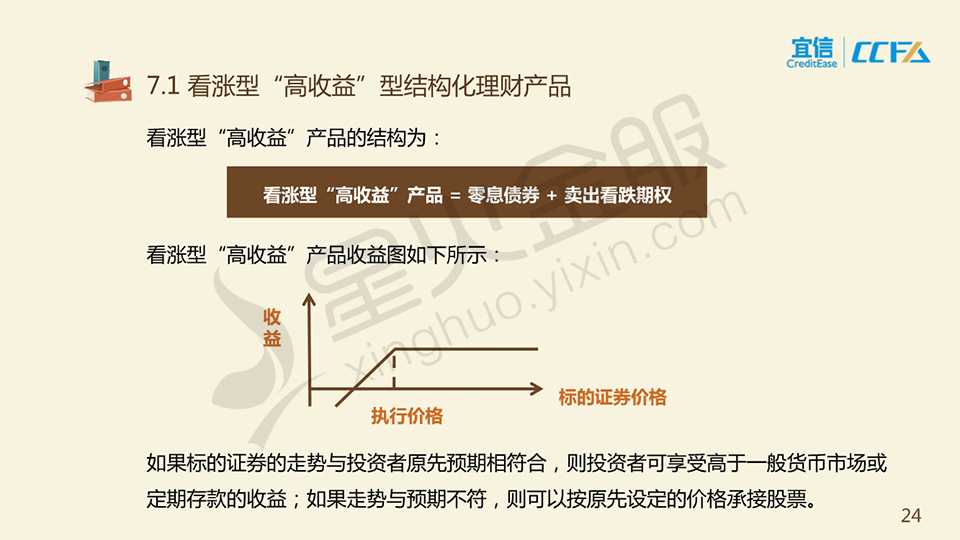 宜信
CreditEase
CCFA
7.1 看涨型“高收益”型结构化理财产品
看涨型“高收益”产品的结构为：
看涨型“高收益”产品 = 零息债券 + 卖出看跌期权
看涨型“高收益”产品收益图如下所示：
收
益
标的证券价格
执行价格
如果标的证券的走势与投资者原先预期相符合，则投资者可享受高于一般货币市场或
定期存款的收益；如果走势与预期不符，则可以按原先设定的价格承接股票。
24
星火金服
xinghuo.yixin.com